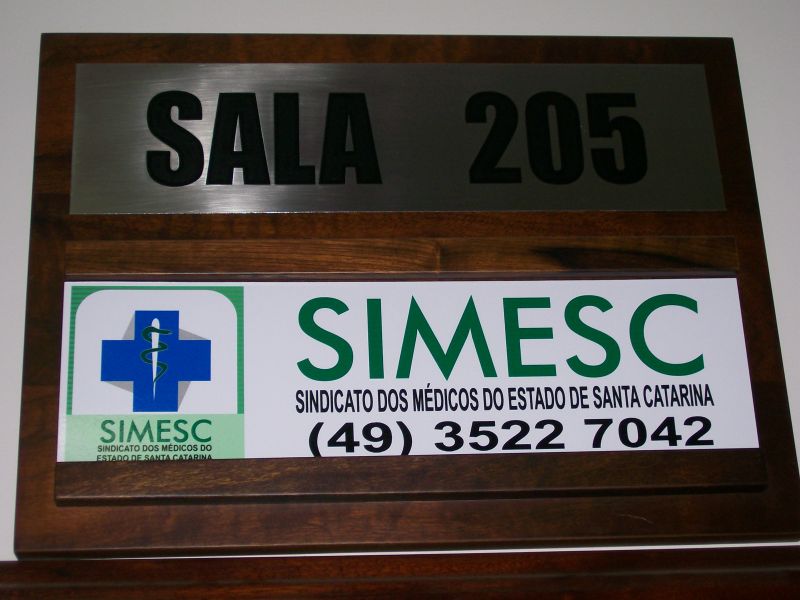 SALA 205
SIMESC
SINDICATO DOS MÉDICOS DO ESTADO DE SANTA CATARINA
(49) 3522 7042
SIMESC
SINDICATO DOS MÉDICOS DO
ESTADO DE SANTA CATARINA